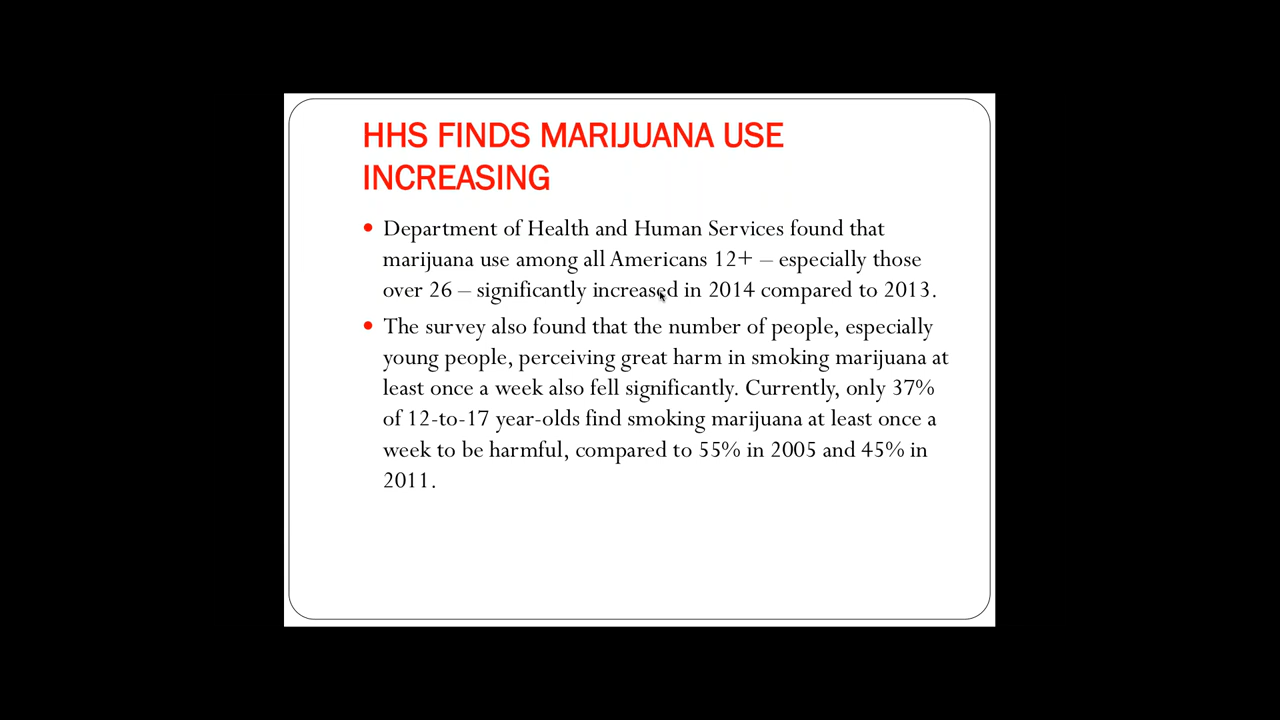 HHS FINDS MARIJUANA USE
INCREASING
• Department of Health and Human Services found that
marijuana use among all Americans 12+ – especially those
over 26 – significantly increased in 2014 compared to 2013.
• The survey also found that the number of people, especially
young people, perceiving great harm in smoking marijuana at
least once a week also fell significantly. Currently, only 37%
of 12-to-17 year-olds find smoking marijuana at least once a
week to be harmful, compared to 55% in 2005 and 45% in
2011.